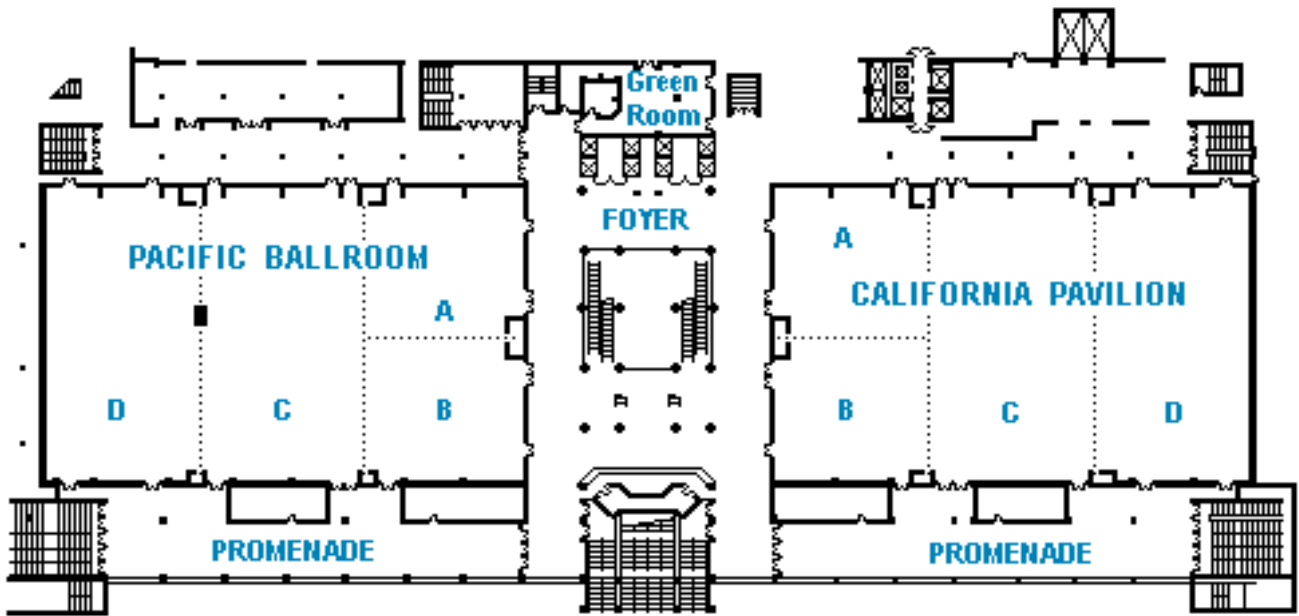 Green
Room
FOYER
PACIFIC BALLROOM
A
D
C
B
A
CALIFORNIA PAVILION
B
C
D
PROMENADE
PROMENADE